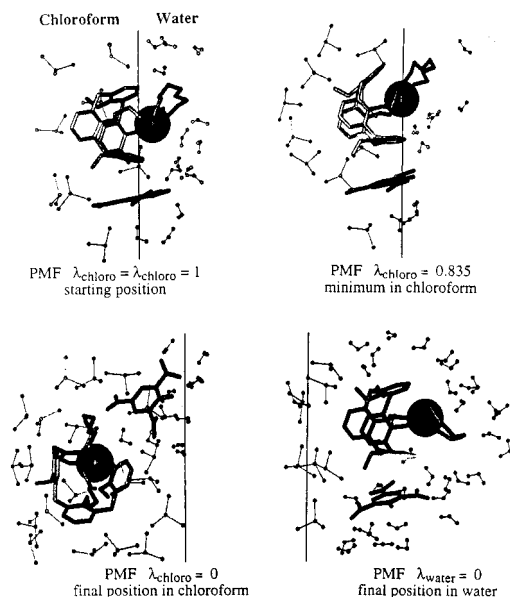 Chloroform Water
PMF λchloro = λchloro = 1
starting position
PMF λchloro = 0.835
minimum in chloroform
PMF λchloro = 0
final position in chloroform
PMF λwater = 0
final position in water